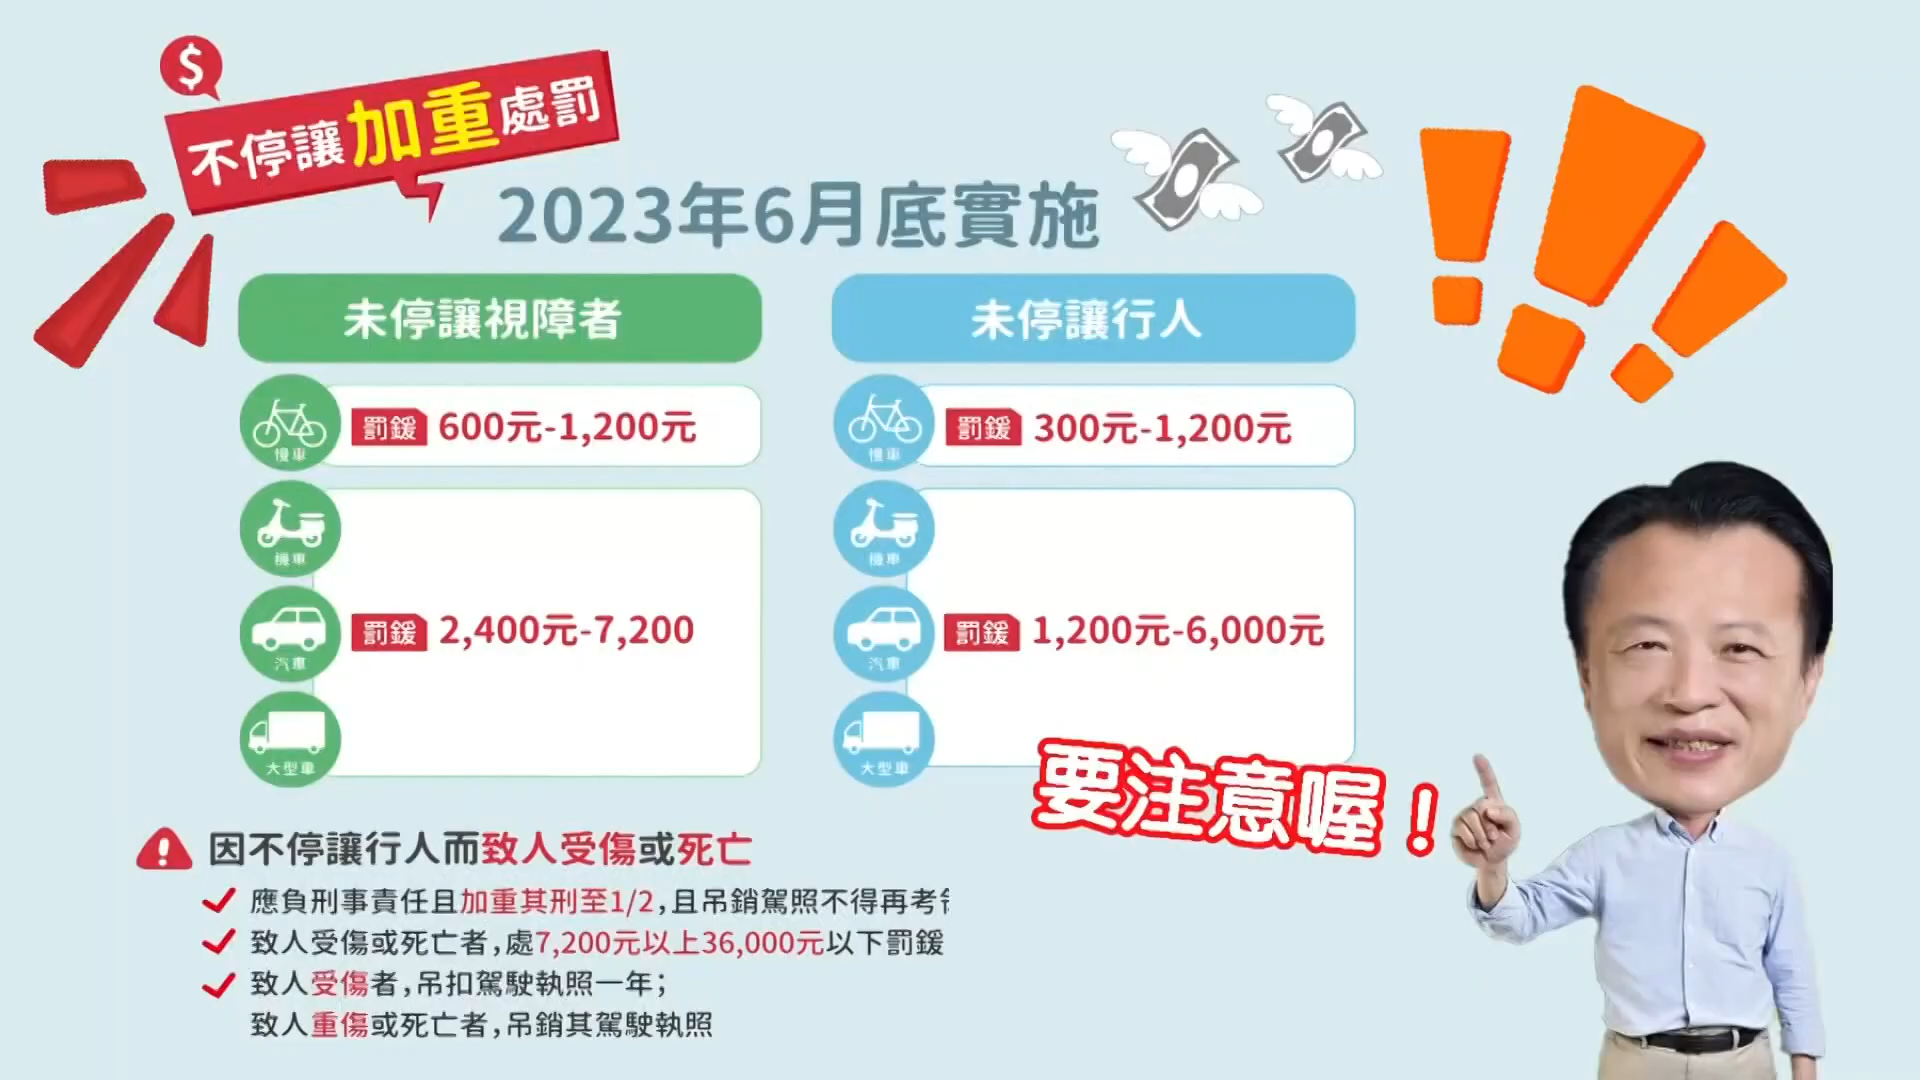 $
不停讓加重處罰
2023年6月底實施
未停讓視障者
慢車
罰鍰 600元-1,200元
機車
汽車
罰鍰 2,400元-7,200
大型車
未停讓行人
慢車
罰鍰 300元-1,200元
機車
汽車
罰鍰 1,200元-6,000元
大型車
要注意喔!
因不停讓行人而致人受傷或死亡
應負刑事責任且加重其刑至1/2,且吊銷駕照不得再考
致人受傷或死亡者,處7,200元以上36,000元以下罰鍰
致人受傷者,吊扣駕駛執照一年;
致人重傷或死亡者,吊銷其駕駛執照